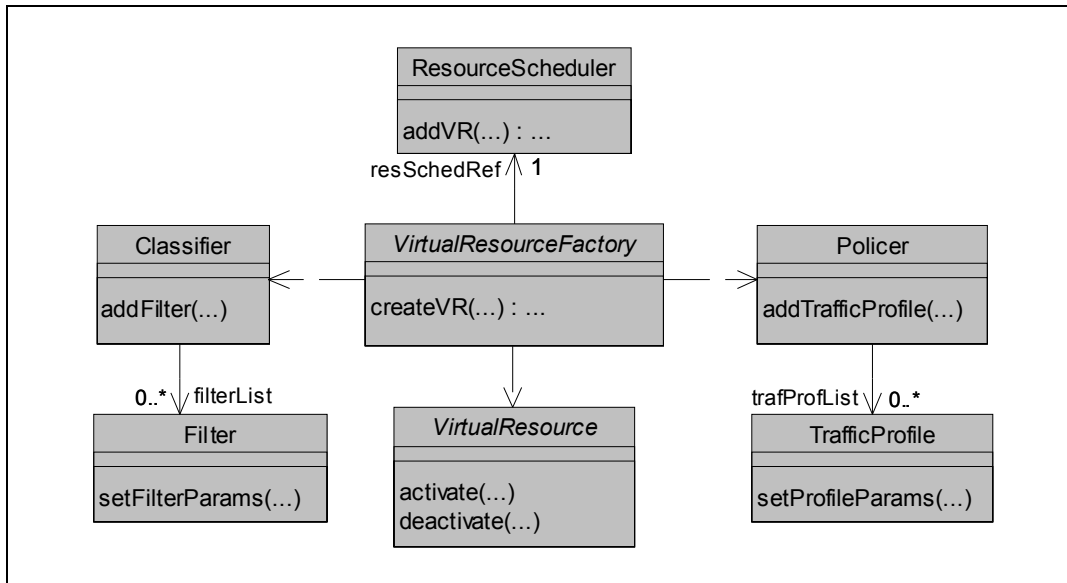 ResourceScheduler
addVR(...) : ...
resSchedRef 1
Classifier
addFilter(...)
VirtualResourceFactory
createVR(...) : ...
Policer
addTrafficProfile(...)
0..* filterList
trafProfList 0..*
Filter
setFilterParams(...)
VirtualResource
activate(...)
deactivate(...)
TrafficProfile
setProfileParams(...)